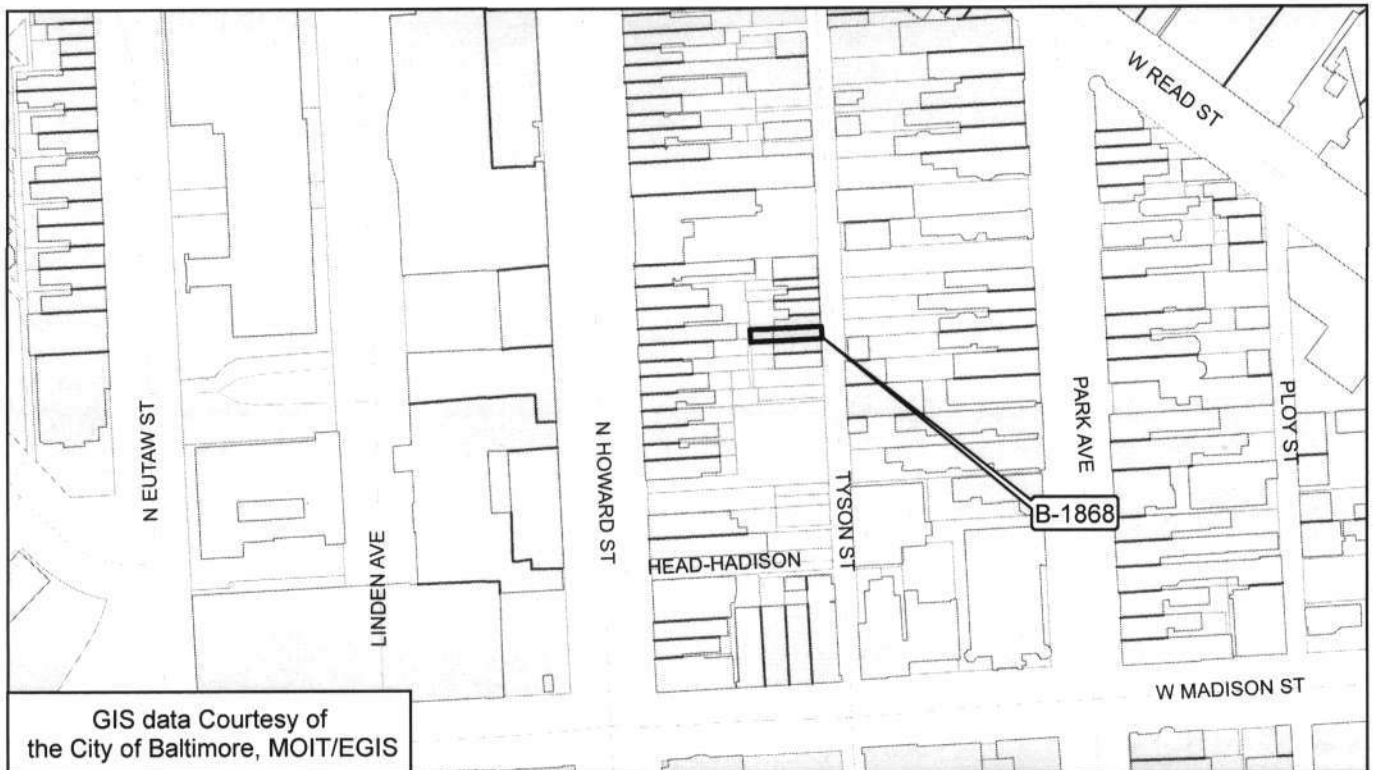 W READ ST
N EUTAW ST
LINDEN AVE
N HOWARD ST
TYSON ST
PARK AVE
PLOY ST
B-1868
HEAD-HADISON
W MADISON ST
GIS data Courtesy of
the City of Baltimore, MOIT/EGIS